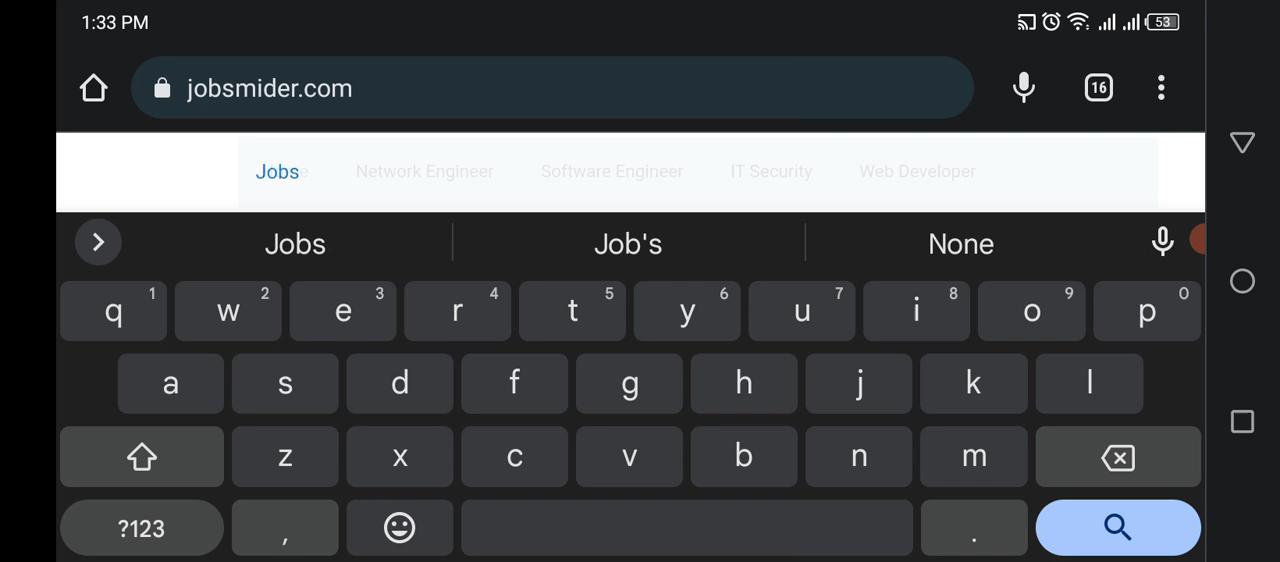 1:33 PM
53
jobsmider.com
16
Jobs Network Engineer Software Engineer IT Security Web Developer
Jobs Job's None
q 1 w 2 e 3 r 4 t 5 y 6 u 7 i 8 o 9 p 0
a s d f g h j k l
z x c v b n m
?123 , .